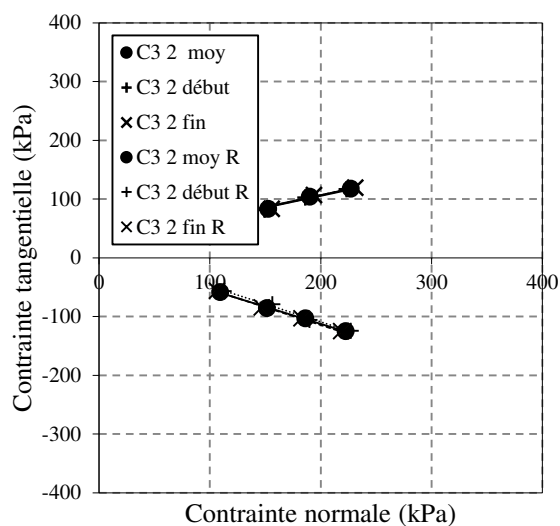 400
300
200
100
0
-100
-200
-300
-400
0
100
200
300
400
Contrainte tangentielle (kPa)
Contrainte normale (kPa)
C3 2 moy
C3 2 début
C3 2 fin
C3 2 moy R
C3 2 début R
C3 2 fin R